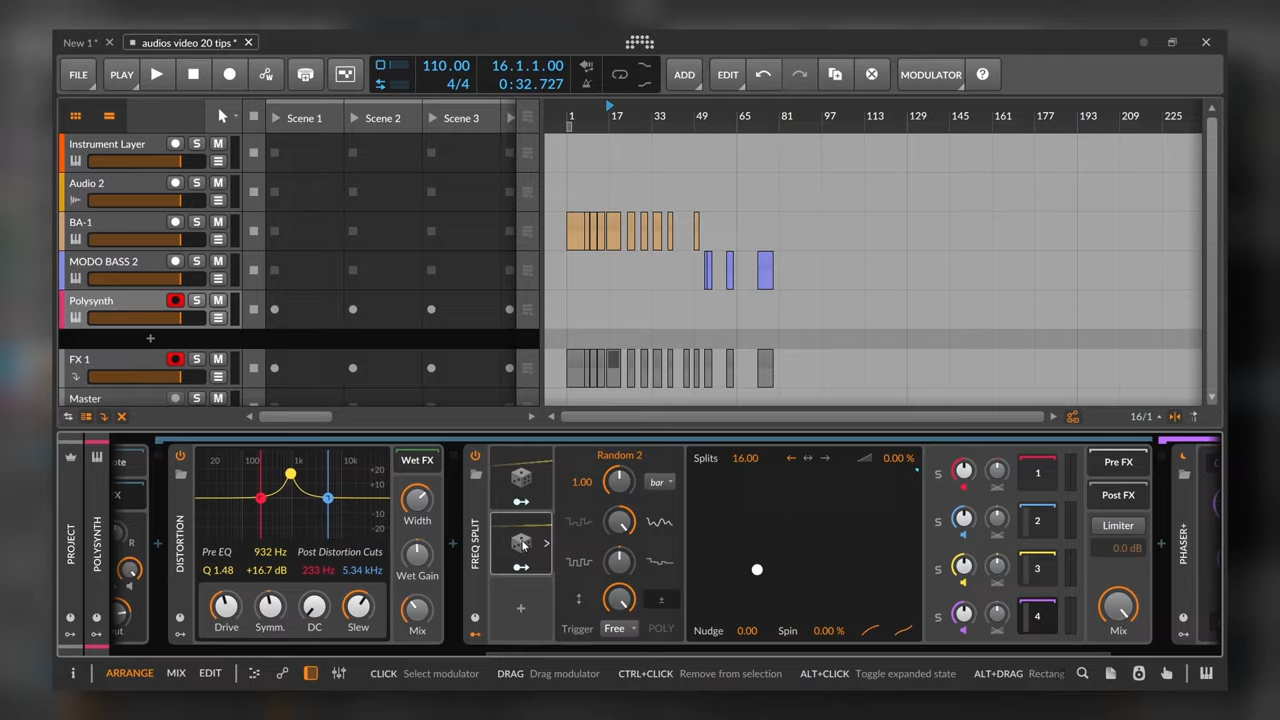 New 1*
audios video 20 tips*
FILE
PLAY
110.00
4/4
16.1.1.00
0:32.727
ADD
EDIT
MODULATOR
Scene 1
Scene 2
Scene 3
1 17 33 49 65 81 97 113 129 145 161 177 193 209 225
Instrument Layer
S M
Audio 2
S M
BA-1
S M
MODO BASS 2
S M
Polysynth
S M
FX 1
S M
Master
16/1
PROJECT
POLYSYNTH
R
DISTORTION
20 100 1k 10k
+20
+10
-10
-20
Pre EQ 932 Hz Post Distortion Cuts
Q 1.48 +16.7 dB 233 Hz 5.34 kHz
Drive Symm. DC Slew
Wet FX
Width
Wet Gain
Mix
FREQ SPLIT
Random 2
1.00
bar
±
Trigger Free POLY
Splits 16.00
0.00 %
Nudge 0.00 Spin 0.00 %
S 1
S 2
S 3
S 4
Pre FX
Post FX
Limiter
0.0 dB
Mix
PHASER+
ARRANGE MIX EDIT
CLICK Select modulator DRAG Drag modulator CTRL+CLICK Remove from selection ALT+CLICK Toggle expanded state ALT+DRAG Rectang